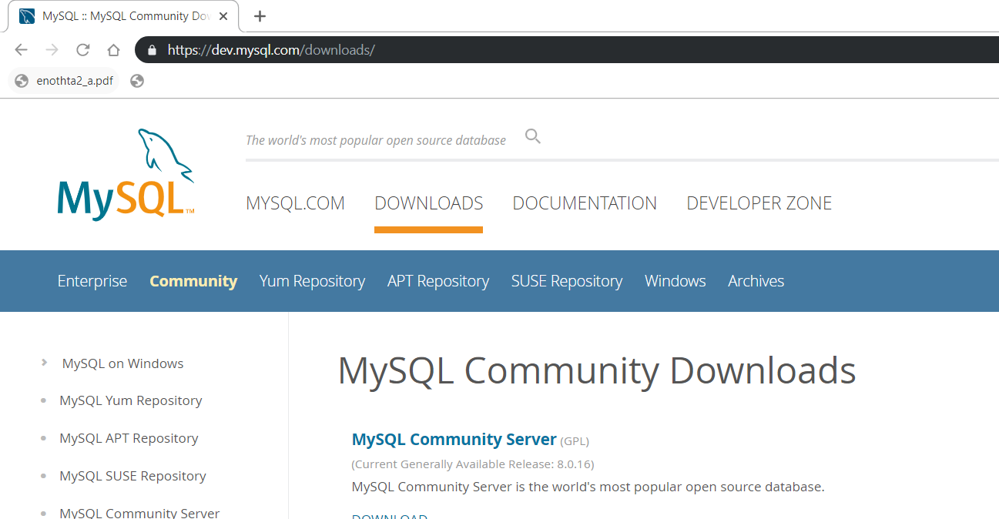 MySQL :: MySQL Community Dow
https://dev.mysql.com/downloads/
enothta2_a.pdf
The world's most popular open source database
MySQL™
MYSQL.COM DOWNLOADS DOCUMENTATION DEVELOPER ZONE
Enterprise Community Yum Repository APT Repository SUSE Repository Windows Archives
MySQL on Windows
MySQL Yum Repository
MySQL APT Repository
MySQL SUSE Repository
MySQL Community Server
MySQL Community Downloads
MySQL Community Server (GPL)
(Current Generally Available Release: 8.0.16)
MySQL Community Server is the world's most popular open source database.
DOWNLOAD